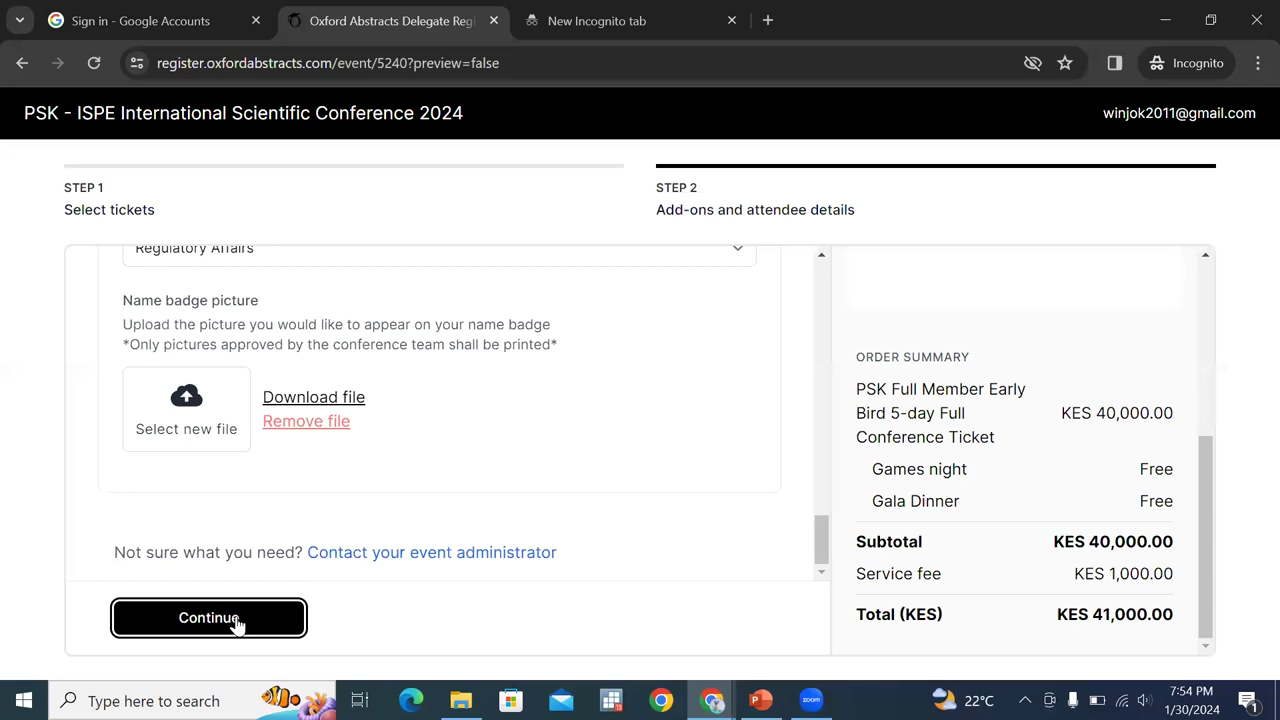 Sign in - Google Accounts
Oxford Abstracts Delegate Regi
New Incognito tab
register.oxfordabstracts.com/event/5240?preview=false
Incognito
PSK - ISPE International Scientific Conference 2024
winjok2011@gmail.com
STEP 1
Select tickets
STEP 2
Add-ons and attendee details
Regulatory Affairs
Name badge picture
Upload the picture you would like to appear on your name badge
*Only pictures approved by the conference team shall be printed*
Select new file
Download file
Remove file
Not sure what you need? Contact your event administrator
Continue
ORDER SUMMARY
PSK Full Member Early
Bird 5-day Full KES 40,000.00
Conference Ticket
Games night Free
Gala Dinner Free
Subtotal KES 40,000.00
Service fee KES 1,000.00
Total (KES) KES 41,000.00
Type here to search
zoom
22°C
7:54 PM
1/30/2024
1